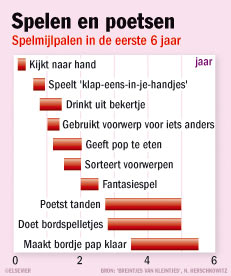 Spelen en poetsen
Spelmijlpalen in de eerste 6 jaar
jaar
Kijkt naar hand
Speelt 'klap-eens-in-je-handjes'
Drinkt uit bekertje
Gebruikt voorwerp voor iets anders
Geeft pop te eten
Sorteert voorwerpen
Fantasiespel
Poetst tanden
Doet bordspelletjes
Maakt bordje pap klaar
0 2 4 6
©ELSEVIER BRON: 'BREINTJES VAN KLEINTJES', N. HERSCHKOWITZ